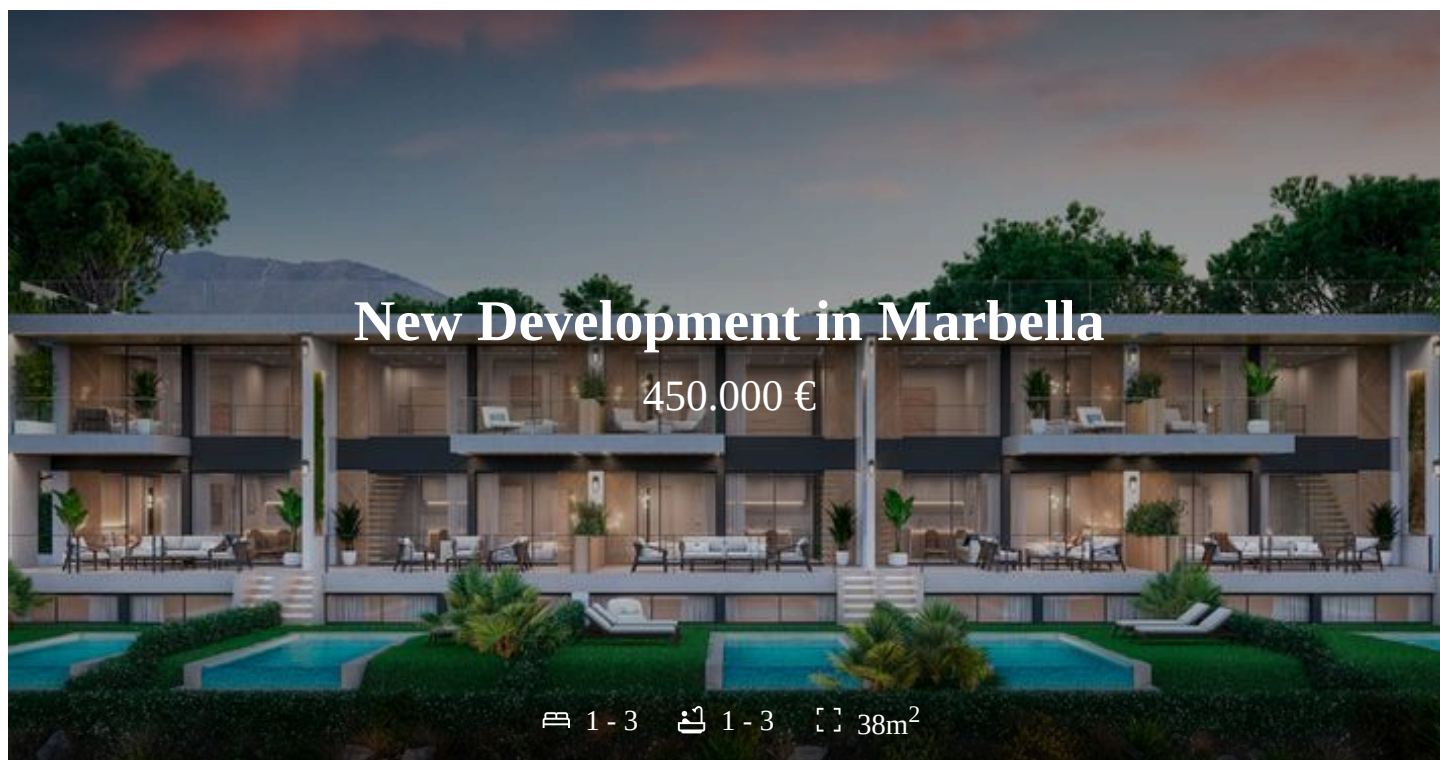 New Development in Marbella
450.000 €
1 - 3 1 - 3 38m²